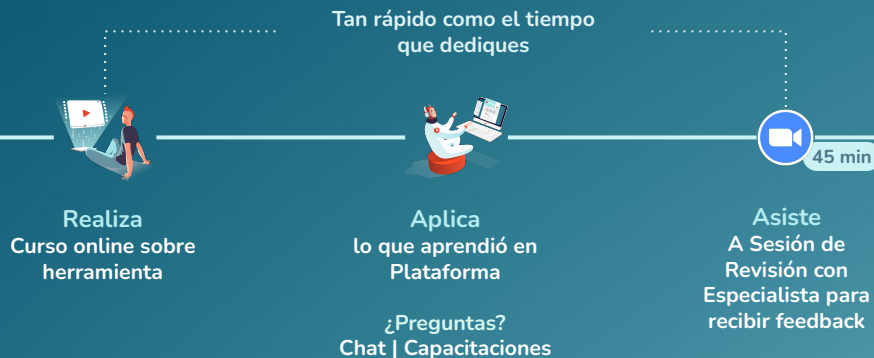 Tan rápido como el tiempo
que dediques
45 min
Realiza
Curso online sobre
herramienta
Aplica
lo que aprendió en
Plataforma
¿Preguntas?
Chat | Capacitaciones
Asiste
A Sesión de
Revisión con
Especialista para
recibir feedback